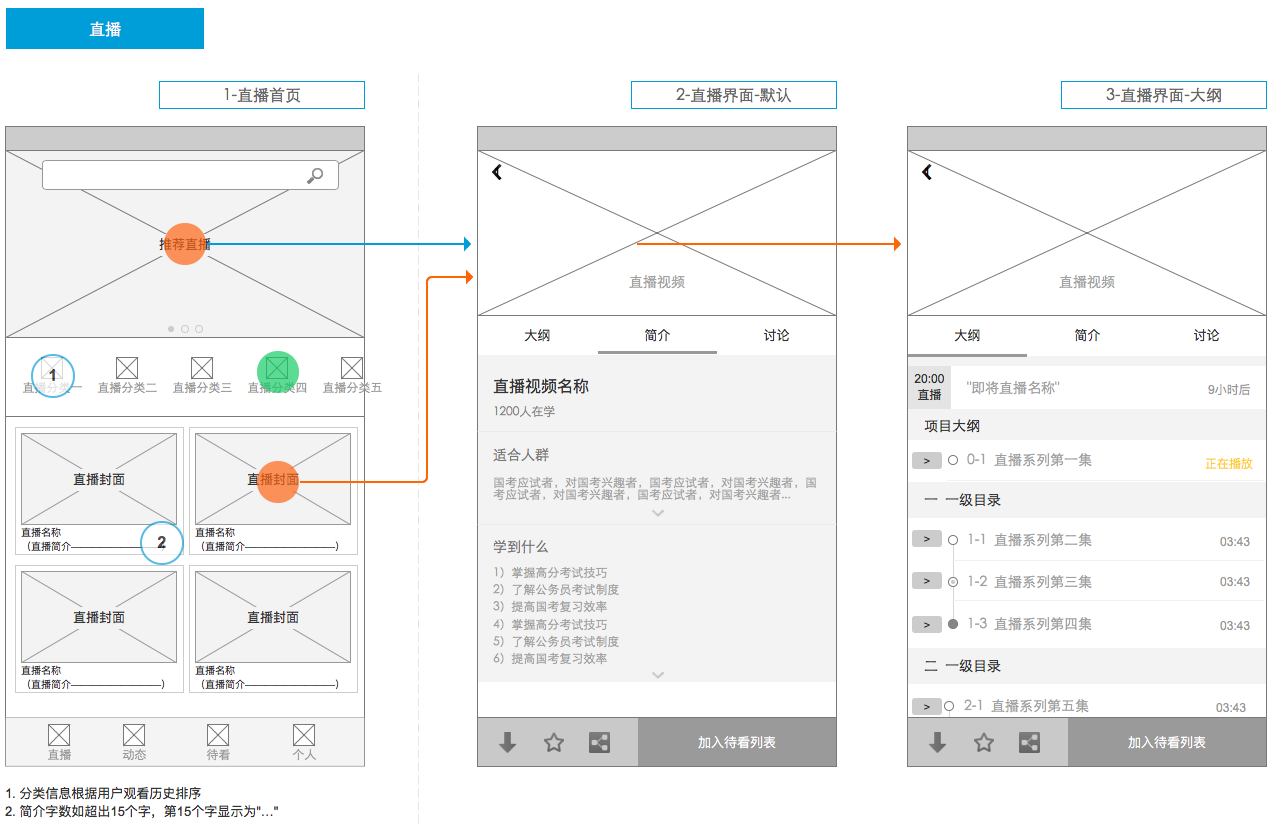 直播
1-直播首页
2-直播界面-默认
3-直播界面-大纲
推荐直播
1
直播分类一
直播分类二
直播分类三
直播分类四
直播分类五
直播封面
直播名称
（直播简介——————————）
2
直播封面
直播名称
（直播简介——————————）
直播封面
直播名称
（直播简介——————————）
直播封面
直播名称
（直播简介——————————）
直播
动态
待看
个人
1. 分类信息根据用户观看历史排序
2. 简介字数如超出15个字，第15个字显示为"..."
直播视频
大纲
简介
讨论
直播视频名称
1200人在学
适合人群
国考应试者，对国考兴趣者，国考应试者，对国考兴趣者，国
考应试者，对国考兴趣者，国考应试者，对国考兴趣者...
学到什么
1）掌握高分考试技巧
2）了解公务员考试制度
3）提高国考复习效率
4）掌握高分考试技巧
5）了解公务员考试制度
6）提高国考复习效率
加入待看列表
直播视频
大纲
简介
讨论
20:00
直播
"即将直播名称"
9小时后
项目大纲
> 0-1 直播系列第一集
正在播放
一 一级目录
> 1-1 直播系列第二集
03:43
> 1-2 直播系列第三集
03:43
> 1-3 直播系列第四集
03:43
二 一级目录
> 2-1 直播系列第五集
03:43
加入待看列表